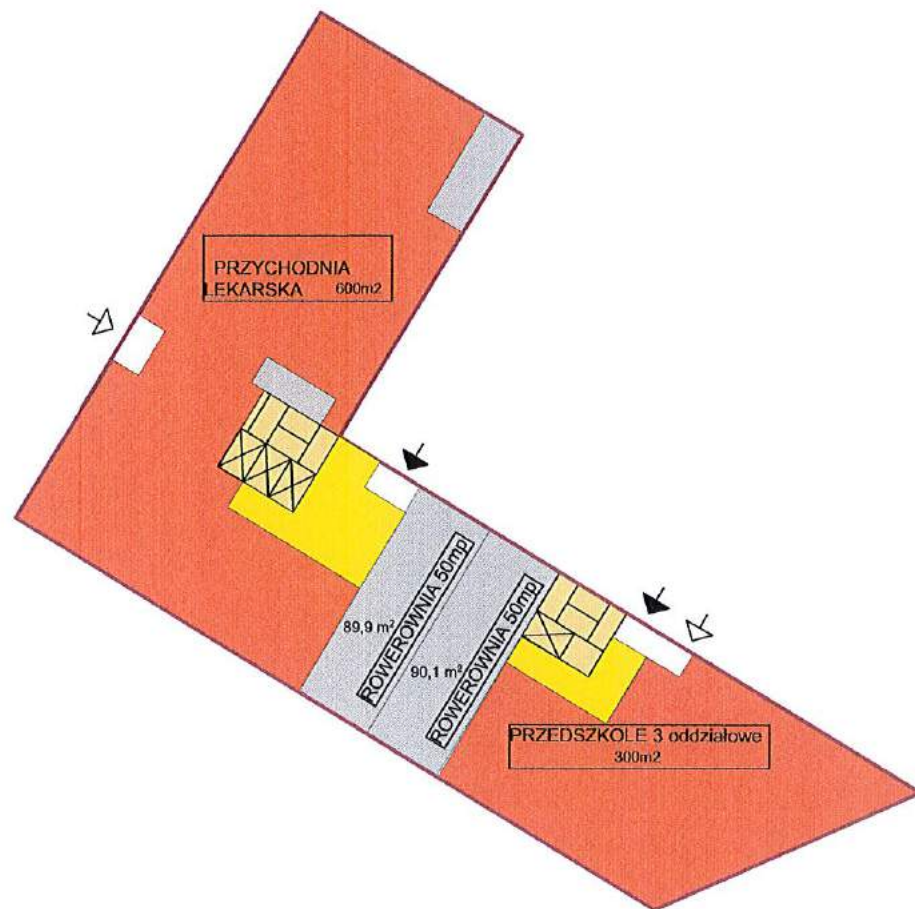 PRZYCHODNIA
LEKARSKA 600m2
ROWEROWNIA 50mp
89,9 m²
ROWEROWNIA 50mp
90,1 m²
PRZEDSZKOLE 3 oddziałowe
300m2